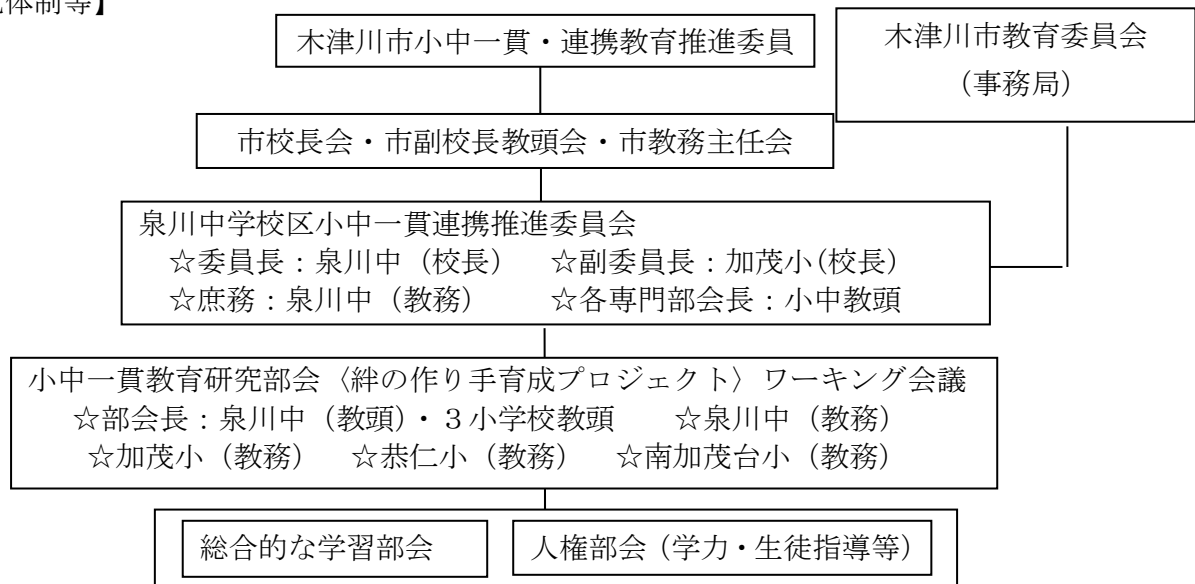 体制等】
木津川市小中一貫・連携教育推進委員
木津川市教育委員会
（事務局）
市校長会・市副校長教頭会・市教務主任会
泉川中学校区小中一貫連携推進委員会
☆委員長：泉川中（校長）　☆副委員長：加茂小(校長）
☆庶務：泉川中（教務）　☆各専門部会長：小中教頭
小中一貫教育研究部会〈絆の作り手育成プロジェクト〉ワーキング会議
☆部会長：泉川中（教頭）・３小学校教頭　☆泉川中（教務）
☆加茂小（教務）　☆恭仁小（教務）　☆南加茂台小（教務）
総合的な学習部会
人権部会（学力・生徒指導等）